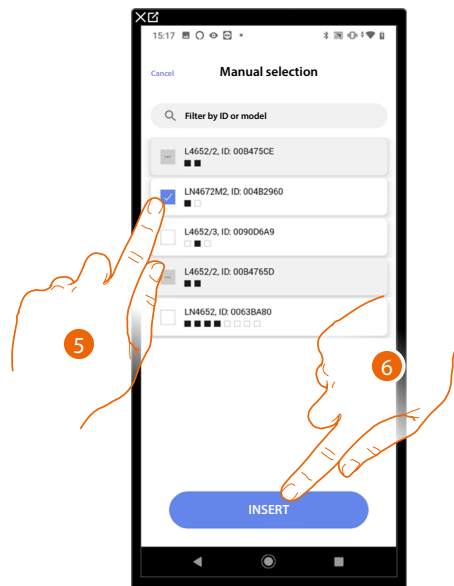 15:17
Cancel
Manual selection
Filter by ID or model
L4652/2, ID: 00B475CE
LN4672M2, ID: 004B2960
L4652/3, ID: 0090D6A9
L4652/2, ID: 00B4765D
LN4652, ID: 0063BA80
5
6
INSERT